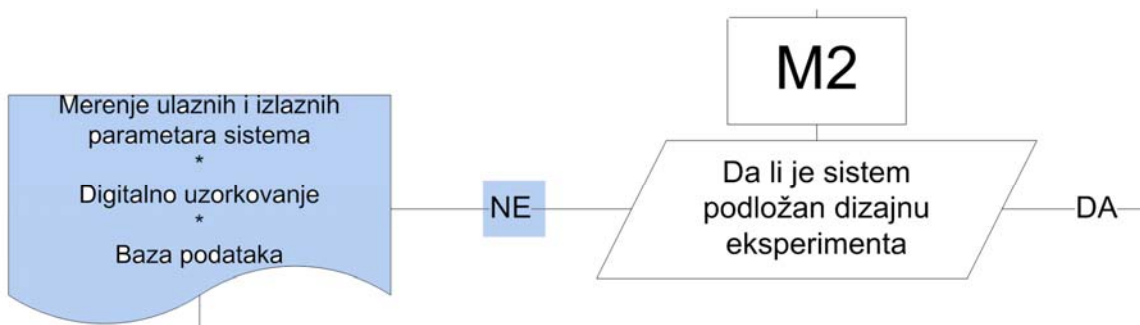 Merenje ulaznih i izlaznih
parametara sistema
*
Digitalno uzorkovanje
*
Baza podataka
NE
M2
Da li je sistem
podložan dizajnu
eksperimenta
DA